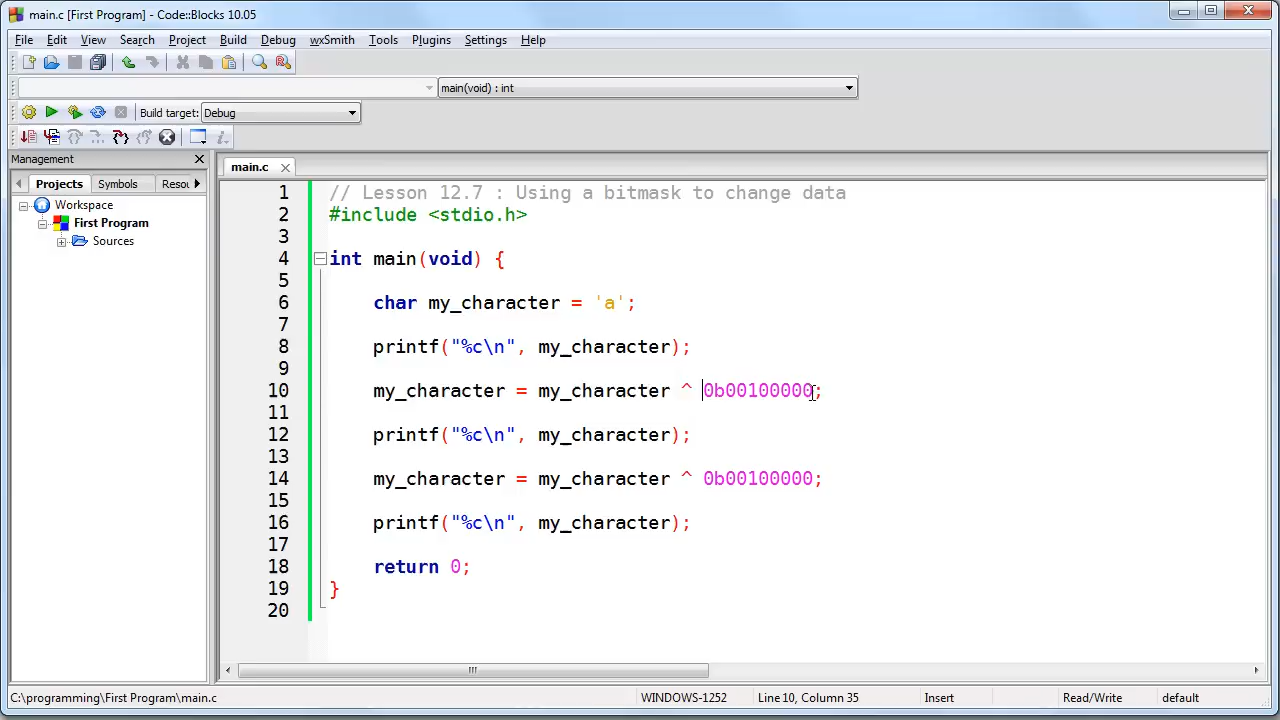 main.c [First Program] - Code::Blocks 10.05
File Edit View Search Project Build Debug wxSmith Tools Plugins Settings Help
main(void) : int
Build target: Debug
Management
Projects Symbols Resou
main.c
Workspace
First Program
Sources
1 // Lesson 12.7 : Using a bitmask to change data
2 #include <stdio.h>
3
4 int main(void) {
5
6 char my_character = 'a';
7
8 printf("%c\n", my_character);
9
10 my_character = my_character ^ 0b00100000;
11
12 printf("%c\n", my_character);
13
14 my_character = my_character ^ 0b00100000;
15
16 printf("%c\n", my_character);
17
18 return 0;
19 }
20
C:\programming\First Program\main.c WINDOWS-1252 Line 10, Column 35 Insert Read/Write default